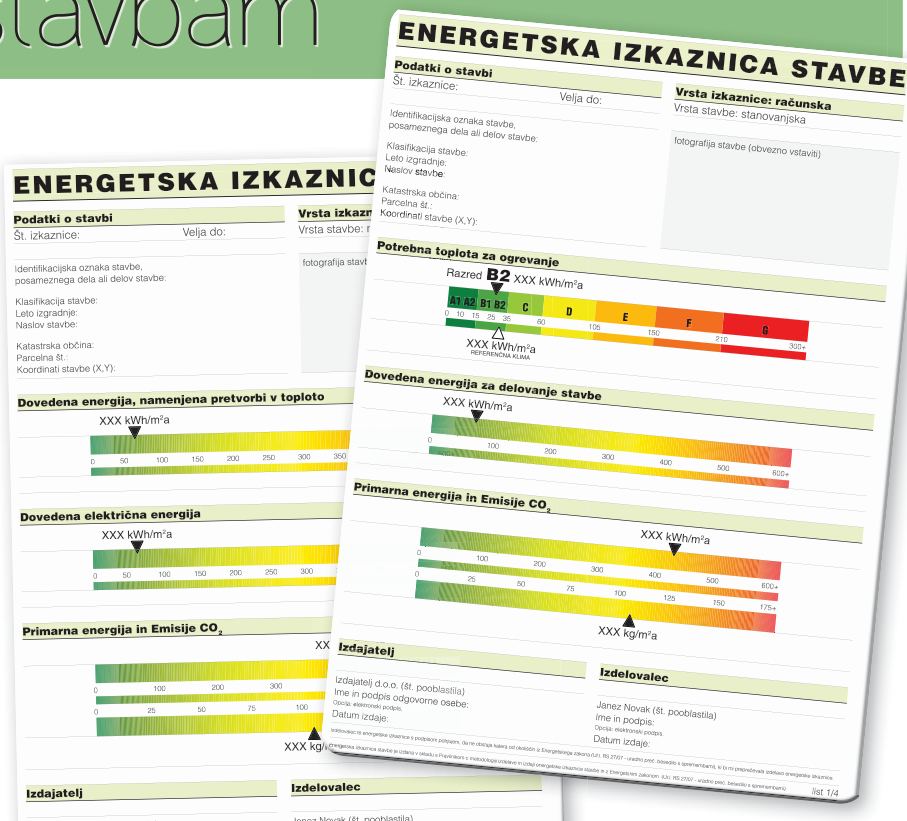 stavbam
ENERGETSKA IZKAZNIC
Podatki o stavbi
Vrsta izkazn
Št. izkaznice: Velja do:
Vrsta stavbe: r
Identifikacijska oznaka stavbe,
posameznega dela ali delov stavbe:
fotografija stavb
Klasifikacija stavbe:
Leto izgradnje:
Naslov stavbe:
Katastrska občina:
Parcelna št.:
Koordinati stavbe (X,Y):
Dovedena energija, namenjena pretvorbi v toploto
XXX kWh/m²a
0 50 100 150 200 250 300 350
Dovedena električna energija
XXX kWh/m²a
0 50 100 150 200 250 300
Primarna energija in Emisije CO₂
XX
0 100 200 300
0 25 50 75 100
XXX kg/m
Izdajatelj
Izdelovalec
Janez Novak (št. pooblastila)
ENERGETSKA IZKAZNICA STAVBE
Podatki o stavbi
Vrsta izkaznice: računska
Št. izkaznice: Velja do:
Vrsta stavbe: stanovanjska
Identifikacijska oznaka stavbe,
posameznega dela ali delov stavbe:
fotografija stavbe (obvezno vstaviti)
Klasifikacija stavbe:
Leto izgradnje:
Naslov stavbe:
Katastrska občina:
Parcelna št.:
Koordinati stavbe (X,Y):
Potrebna toplota za ogrevanje
Razred B2 XXX kWh/m²a
A1 A2 B1 B2 C D E F G
0 10 15 25 35 60 105 150 210 300+
XXX kWh/m²a
REFERENČNA KLIMA
Dovedena energija za delovanje stavbe
XXX kWh/m²a
0 100 200 300 400 500 600+
Primarna energija in Emisije CO₂
XXX kWh/m²a
0 100 200 300 400 500 600+
0 25 50 75 100 125 150 175+
XXX kg/m²a
Izdajatelj
Izdelovalec
Izdajatelj d.o.o. (št. pooblastila)
Ime in podpis odgovorne osebe:
Opcija: elektronski podpis.
Datum izdaje:
Janez Novak (št. pooblastila)
Ime in podpis:
Opcija: elektronski podpis.
Datum izdaje:
list 1/4